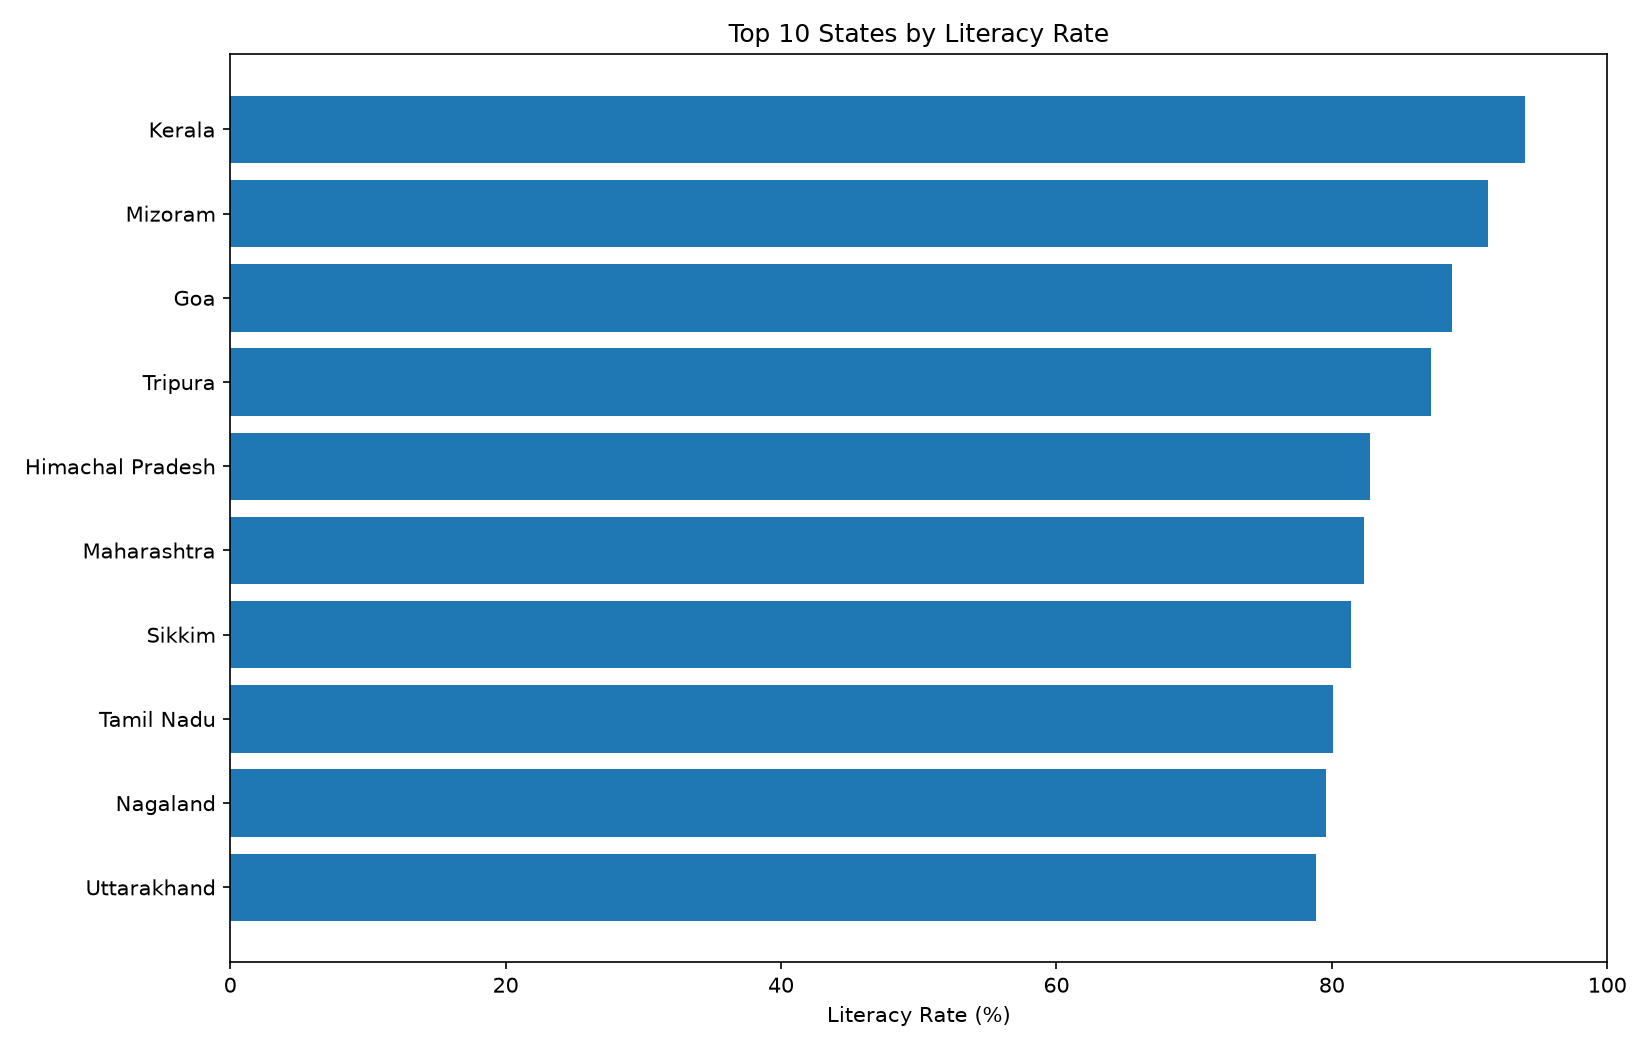 Top 10 States by Literacy Rate
Kerala
Mizoram
Goa
Tripura
Himachal Pradesh
Maharashtra
Sikkim
Tamil Nadu
Nagaland
Uttarakhand
0 20 40 60 80 100
Literacy Rate (%)